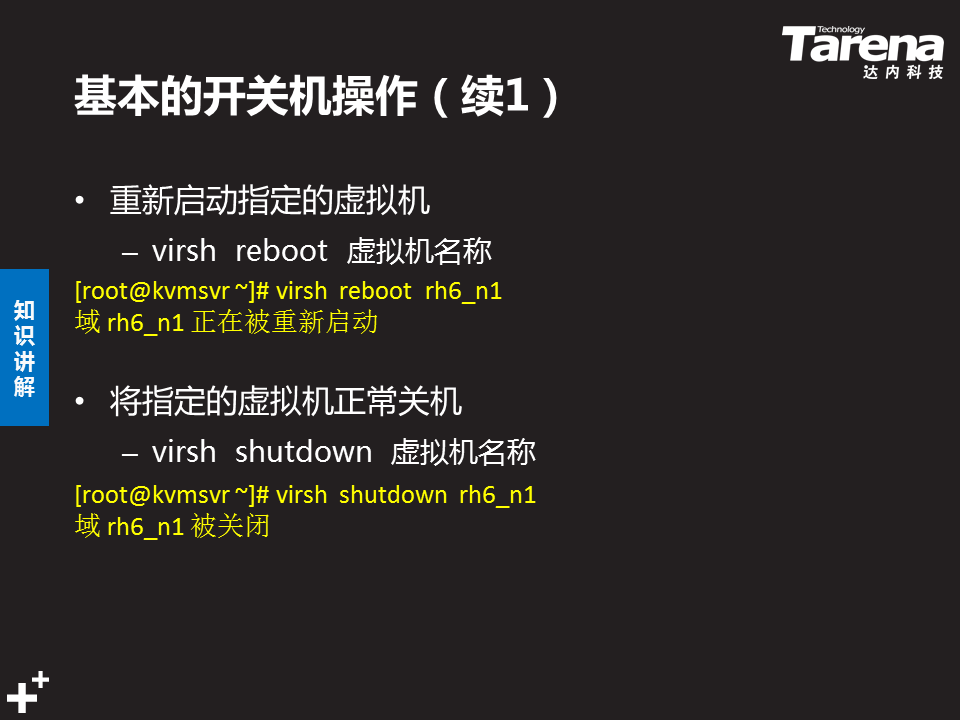 Technology
Tarena
达内科技
基本的开关机操作（续1）
• 重新启动指定的虚拟机
– virsh reboot 虚拟机名称
[root@kvmsvr ~]# virsh reboot rh6_n1
域 rh6_n1 正在被重新启动
知识讲解
• 将指定的虚拟机正常关机
– virsh shutdown 虚拟机名称
[root@kvmsvr ~]# virsh shutdown rh6_n1
域 rh6_n1 被关闭